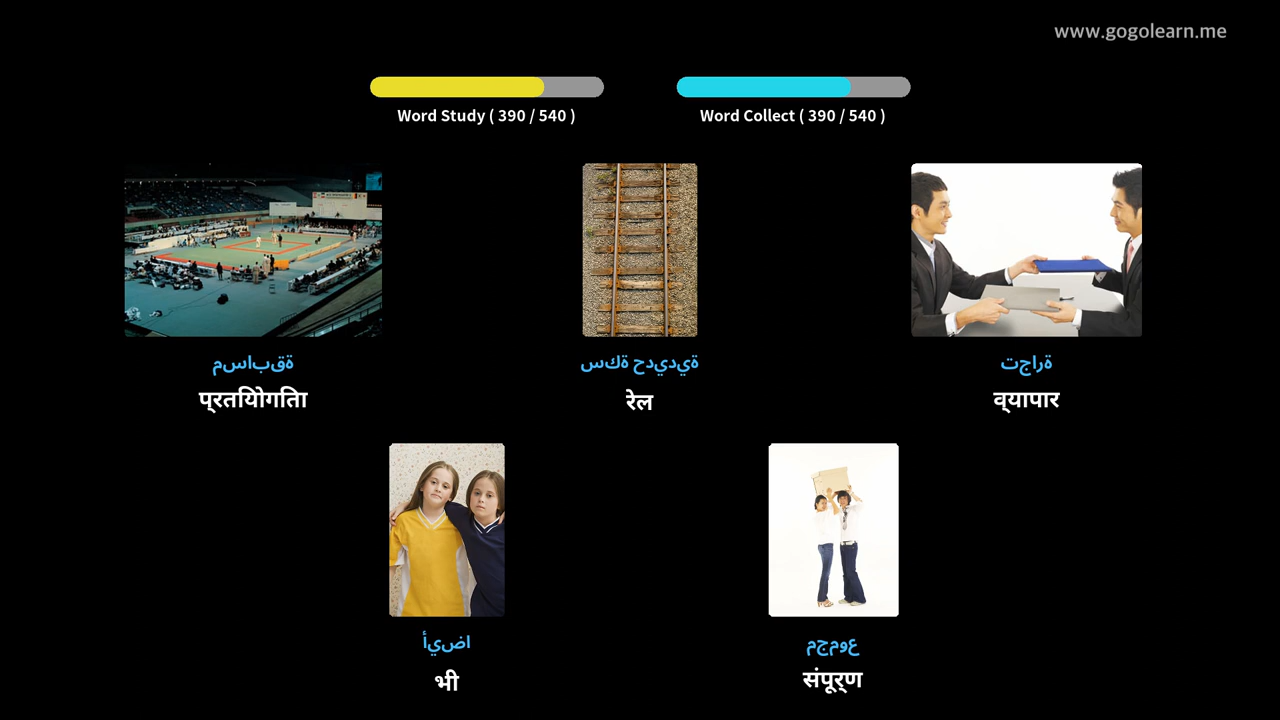 www.gogolearn.me
Word Study ( 390 / 540 )
Word Collect ( 390 / 540 )
مسابقة
प्रतियोगिता
سكة حديدية
रेल
تجارة
व्यापार
أيضا
भी
مجموع
संपूर्ण